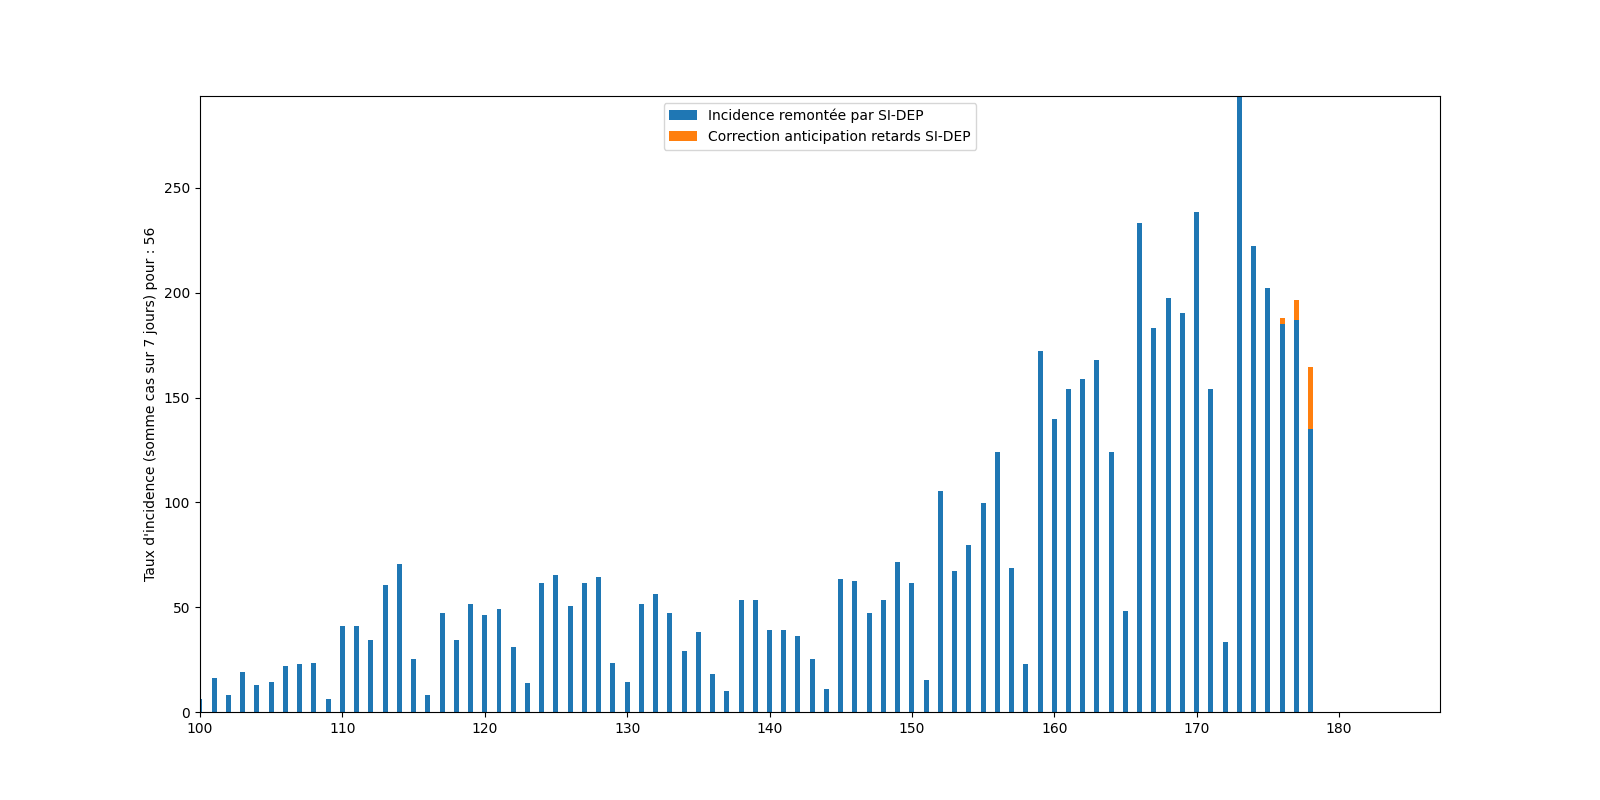 Incidence remontée par SI-DEP
Correction anticipation retards SI-DEP
Taux d'incidence (somme cas sur 7 jours) pour : 56
250
200
150
100
50
0
100 110 120 130 140 150 160 170 180